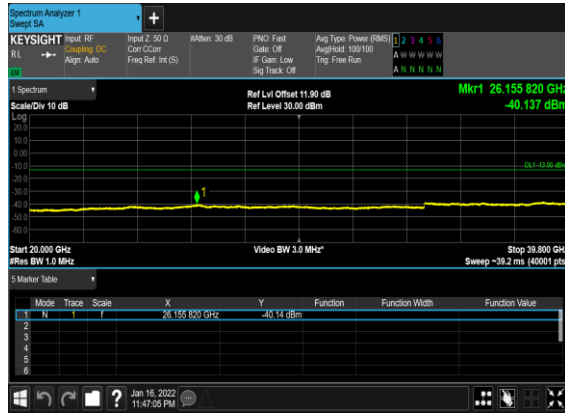 Spectrum Analyzer 1
Swept SA
+
KEYSIGHT Input: RF Input Z: 50 Ω #Atten: 30 dB PNO: Fast Avg Type: Power (RMS) 1 2 3 4 5 6
RL Coupling: DC Corr CCorr Gate: Off Avg|Hold: 100/100 A W W W W W
Align: Auto Freq Ref: Int (S) IF Gain: Low Trig: Free Run
LW Sig Track: Off A N N N N N
1 Spectrum Ref Lvl Offset 11.90 dB Mkr1 26.155 820 GHz
Scale/Div 10 dB Ref Level 30.00 dBm -40.137 dBm
Log
20.0
10.0
0.00
-10.0 DL1 -13.00 dBm
-20.0
-30.0
-40.0 1
-50.0
-60.0
Start 20.000 GHz Video BW 3.0 MHz* Stop 39.800 GHz
#Res BW 1.0 MHz Sweep ~39.2 ms (40001 pts
5 Marker Table
Mode Trace Scale X Y Function Function Width Function Value
1 N 1 f 26.155 820 GHz -40.14 dBm
2
3
4
5
6
? Jan 16, 2022
11:47:05 PM